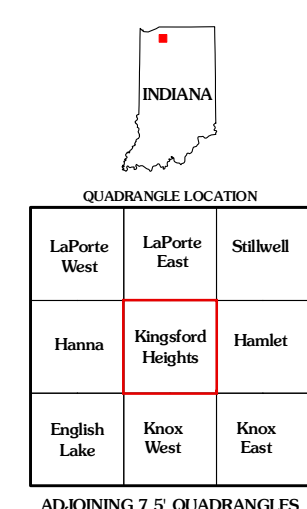 INDIANA
QUADRANGLE LOCATION
LaPorte
West
LaPorte
East
Stillwell
Hanna
Kingsford
Heights
Hamlet
English
Lake
Knox
West
Knox
East
ADJOINING 7.5' QUADRANGLES